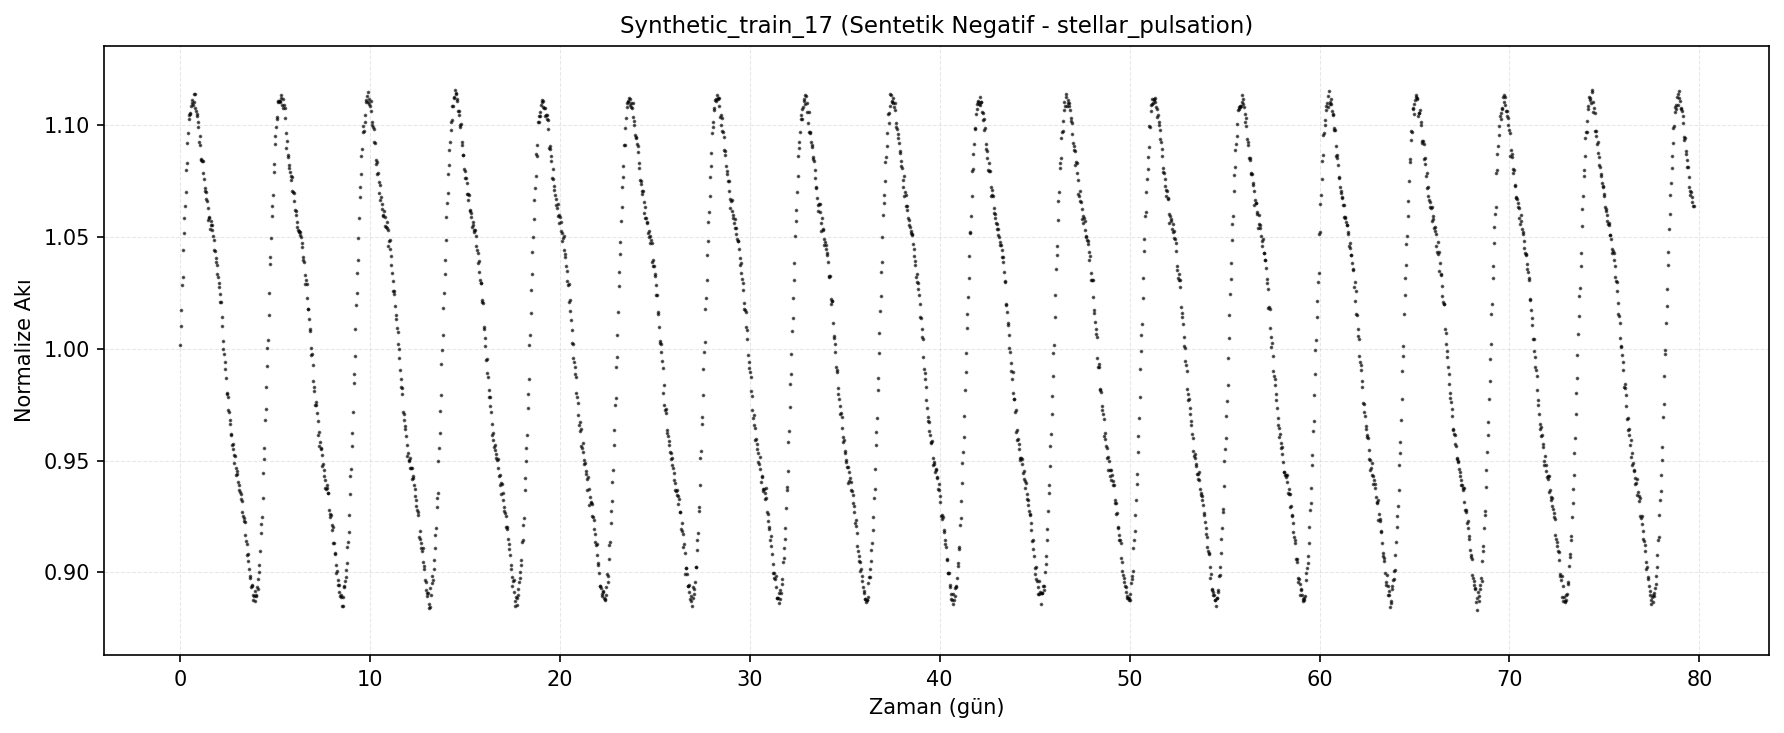 Synthetic_train_17 (Sentetik Negatif - stellar_pulsation)
Normalize Akı
1.10
1.05
1.00
0.95
0.90
0 10 20 30 40 50 60 70 80
Zaman (gün)